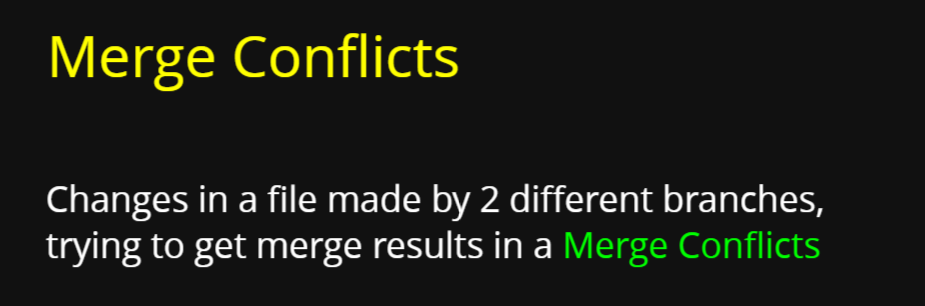 Merge Conflicts
Changes in a file made by 2 different branches,
trying to get merge results in a Merge Conflicts